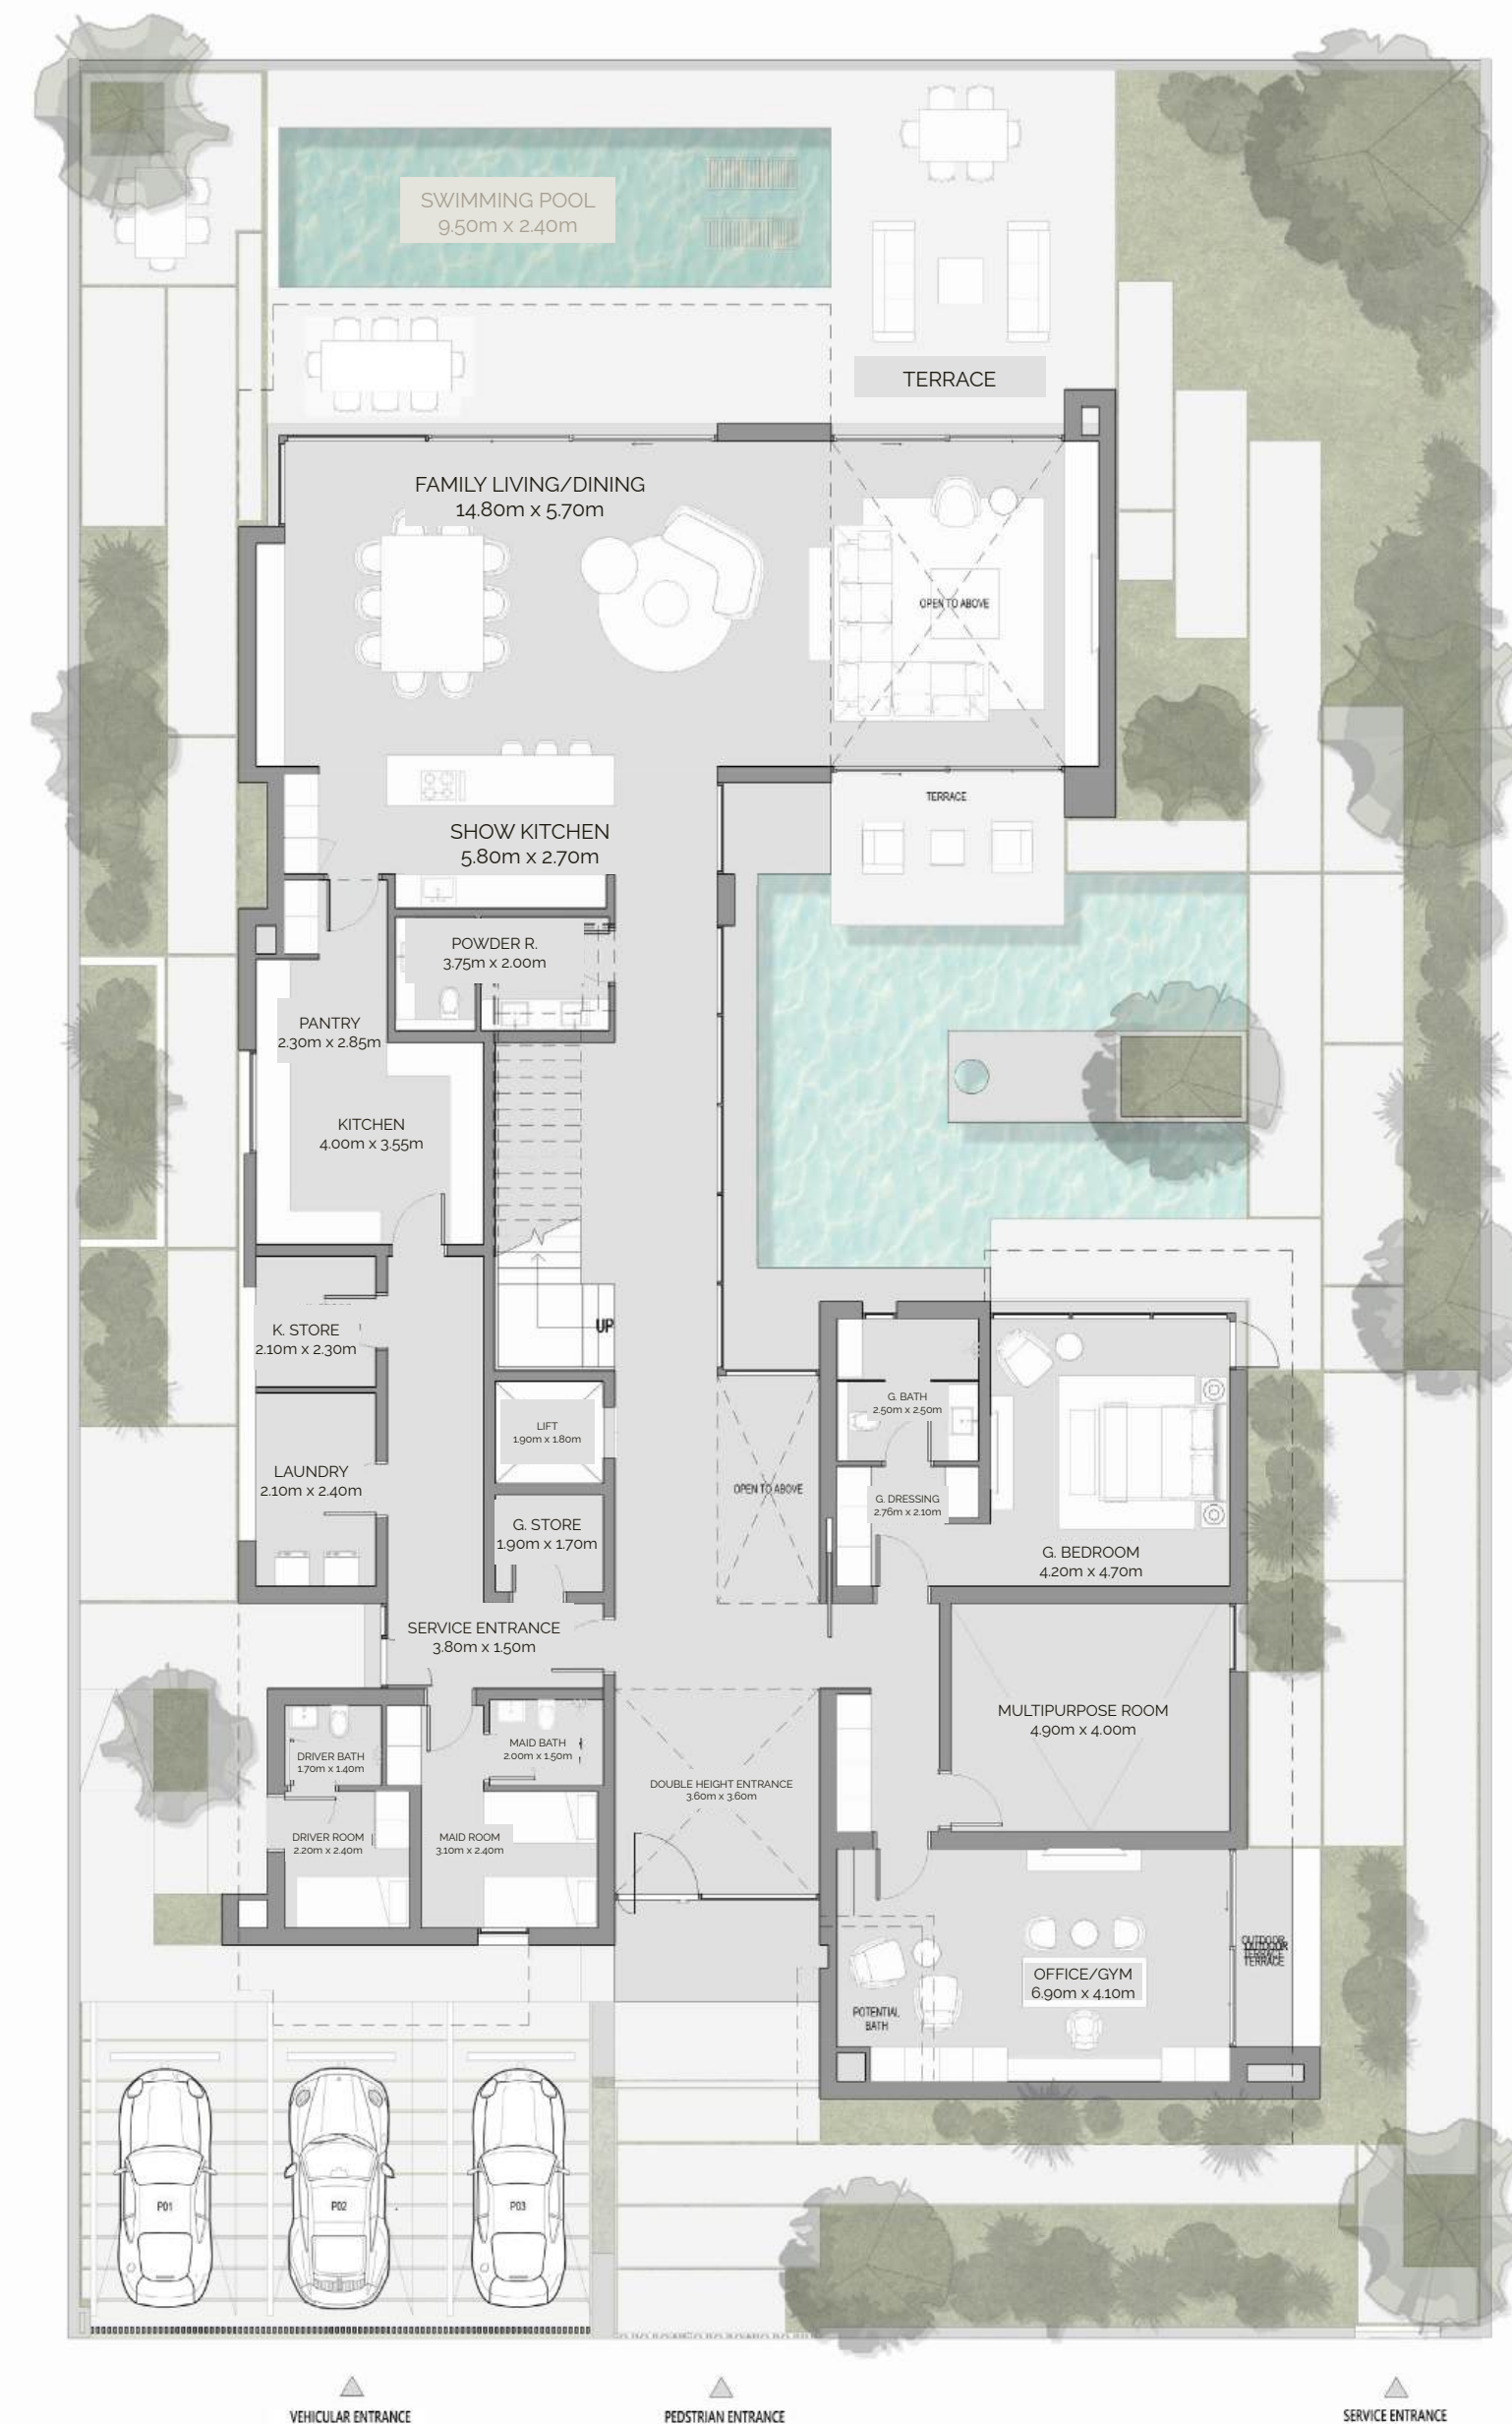 SWIMMING POOL
9.50m x 2.40m
TERRACE
FAMILY LIVING/DINING
14.80m x 5.70m
OPEN TO ABOVE
TERRACE
SHOW KITCHEN
5.80m x 2.70m
POWDER R.
3.75m x 2.00m
PANTRY
2.30m x 2.85m
KITCHEN
4.00m x 3.55m
UP
K. STORE
2.10m x 2.30m
LIFT
1.90m x 1.80m
G. BATH
2.50m x 2.50m
LAUNDRY
2.10m x 2.40m
OPEN TO ABOVE
G. DRESSING
2.76m x 2.10m
G. STORE
1.90m x 1.70m
G. BEDROOM
4.20m x 4.70m
SERVICE ENTRANCE
3.80m x 1.50m
MULTIPURPOSE ROOM
4.90m x 4.00m
DRIVER BATH
1.70m x 1.40m
MAID BATH
2.00m x 1.50m
DOUBLE HEIGHT ENTRANCE
3.60m x 3.60m
DRIVER ROOM
2.20m x 2.40m
MAID ROOM
3.10m x 2.40m
OUTDOOR
OUTDOOR
TERRACE
TERRACE
OFFICE/GYM
6.90m x 4.10m
POTENTIAL
BATH
P01
P02
P03
VEHICULAR ENTRANCE
PEDSTRIAN ENTRANCE
SERVICE ENTRANCE